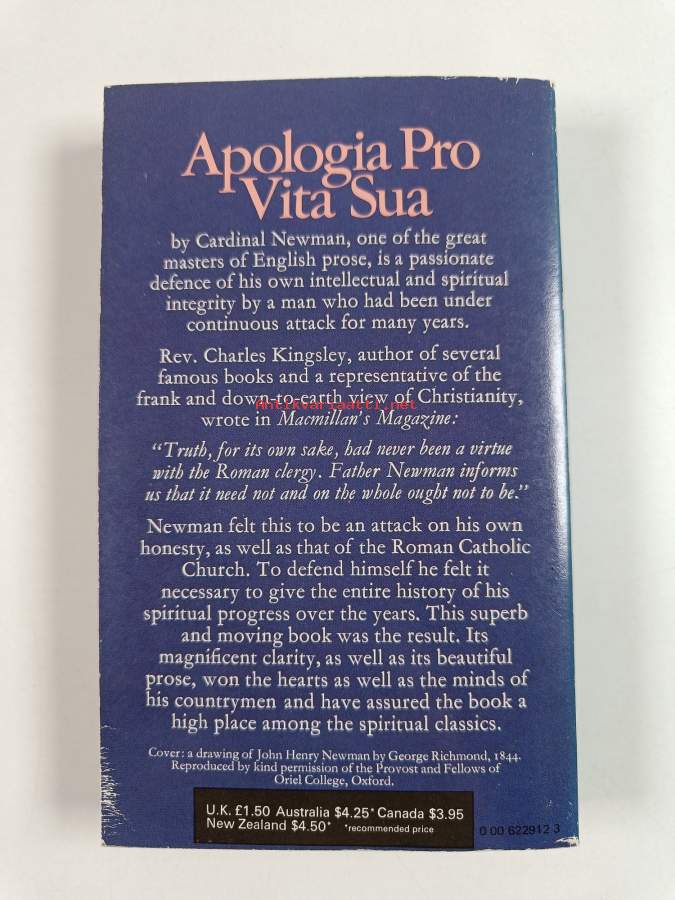 Apologia Pro
Vita Sua
by Cardinal Newman, one of the great
masters of English prose, is a passionate
defence of his own intellectual and spiritual
integrity by a man who had been under
continuous attack for many years.
Rev. Charles Kingsley, author of several
famous books and a representative of the
frank and down-to-earth view of Christianity,
Antikvariaatti.net
wrote in Macmillan's Magazine:
“Truth, for its own sake, had never been a virtue
with the Roman clergy. Father Newman informs
us that it need not and on the whole ought not to be.”
Newman felt this to be an attack on his own
honesty, as well as that of the Roman Catholic
Church. To defend himself he felt it
necessary to give the entire history of his
spiritual progress over the years. This superb
and moving book was the result. Its
magnificent clarity, as well as its beautiful
prose, won the hearts as well as the minds of
his countrymen and have assured the book a
high place among the spiritual classics.
Cover: a drawing of John Henry Newman by George Richmond, 1844.
Reproduced by kind permission of the Provost and Fellows of
Oriel College, Oxford.
U.K. £1.50 Australia $4.25* Canada $3.95
New Zealand $4.50* *recommended price
0 00 622912 3